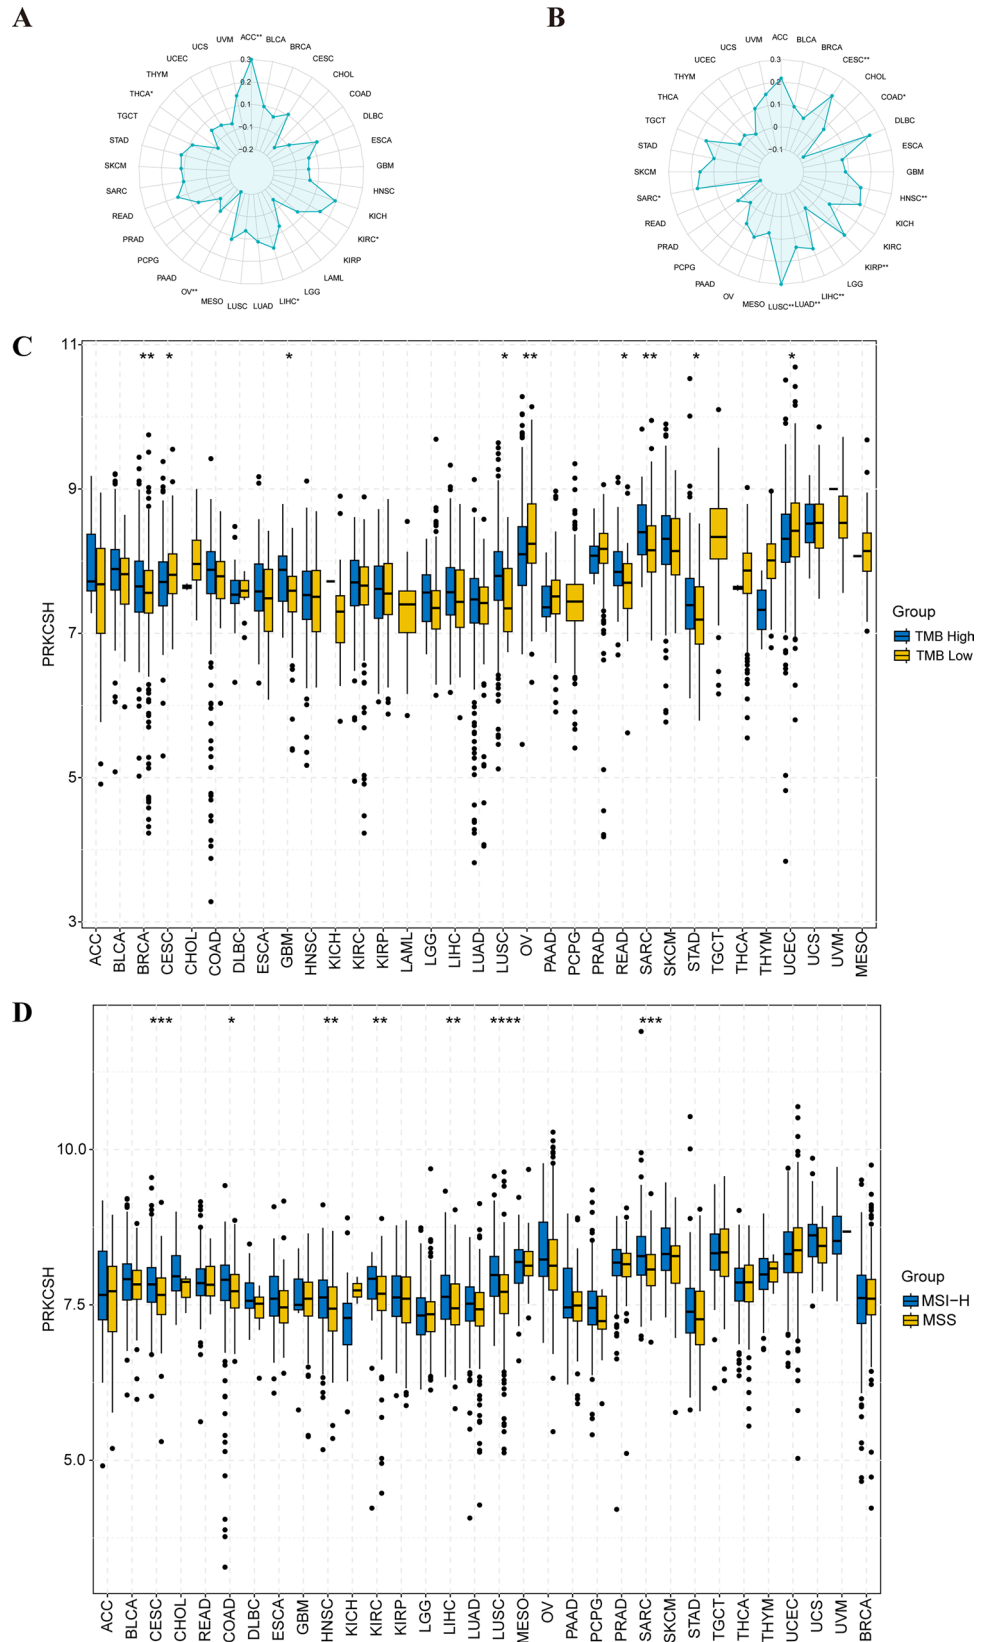 A
ACC**
BLCA
BRCA
CESC
CHOL
COAD
DLBC
ESCA
GBM
HNSC
KICH
KIRC*
KIRP
LAML
LGG
LIHC*
LUAD
LUSC
MESO
OV**
PAAD
PCPG
PRAD
READ
SARC
SKCM
STAD
TGCT
THCA*
THYM
UCEC
UCS
UVM
0.3
0.2
0.1
−0.1
−0.2
B
ACC
BLCA
BRCA
CESC**
CHOL
COAD*
DLBC
ESCA
GBM
HNSC**
KICH
KIRC
KIRP**
LGG
LIHC**
LUAD**
LUSC**
MESO
OV
PAAD
PCPG
PRAD
READ
SARC*
SKCM
STAD
TGCT
THCA
THYM
UCEC
UCS
UVM
0.3
0.2
0.1
0
−0.1
C
** * * * ** * ** * *
11
9
7
5
3
PRKCSH
ACC
BLCA
BRCA
CESC
CHOL
COAD
DLBC
ESCA
GBM
HNSC
KICH
KIRC
KIRP
LAML
LGG
LIHC
LUAD
LUSC
OV
PAAD
PCPG
PRAD
READ
SARC
SKCM
STAD
TGCT
THCA
THYM
UCEC
UCS
UVM
MESO
Group
TMB High
TMB Low
D
*** * ** ** ** **** ***
10.0
7.5
5.0
PRKCSH
ACC
BLCA
CESC
CHOL
READ
COAD
DLBC
ESCA
GBM
HNSC
KICH
KIRC
KIRP
LGG
LIHC
LUAD
LUSC
MESO
OV
PAAD
PCPG
PRAD
SARC
SKCM
STAD
TGCT
THCA
THYM
UCEC
UCS
UVM
BRCA
Group
MSI−H
MSS